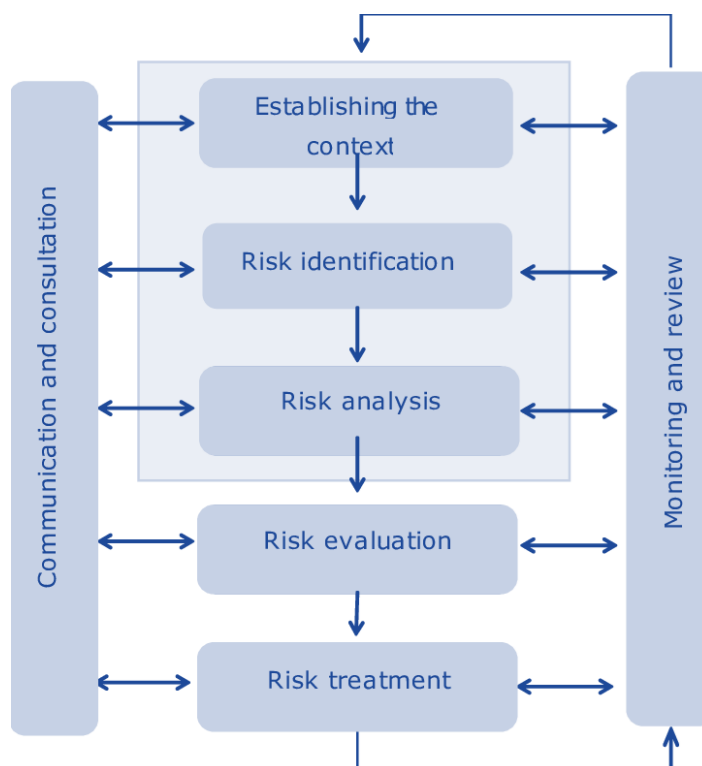 Establishing the
context
Risk identification
Risk analysis
Risk evaluation
Risk treatment
Communication and consultation
Monitoring and review